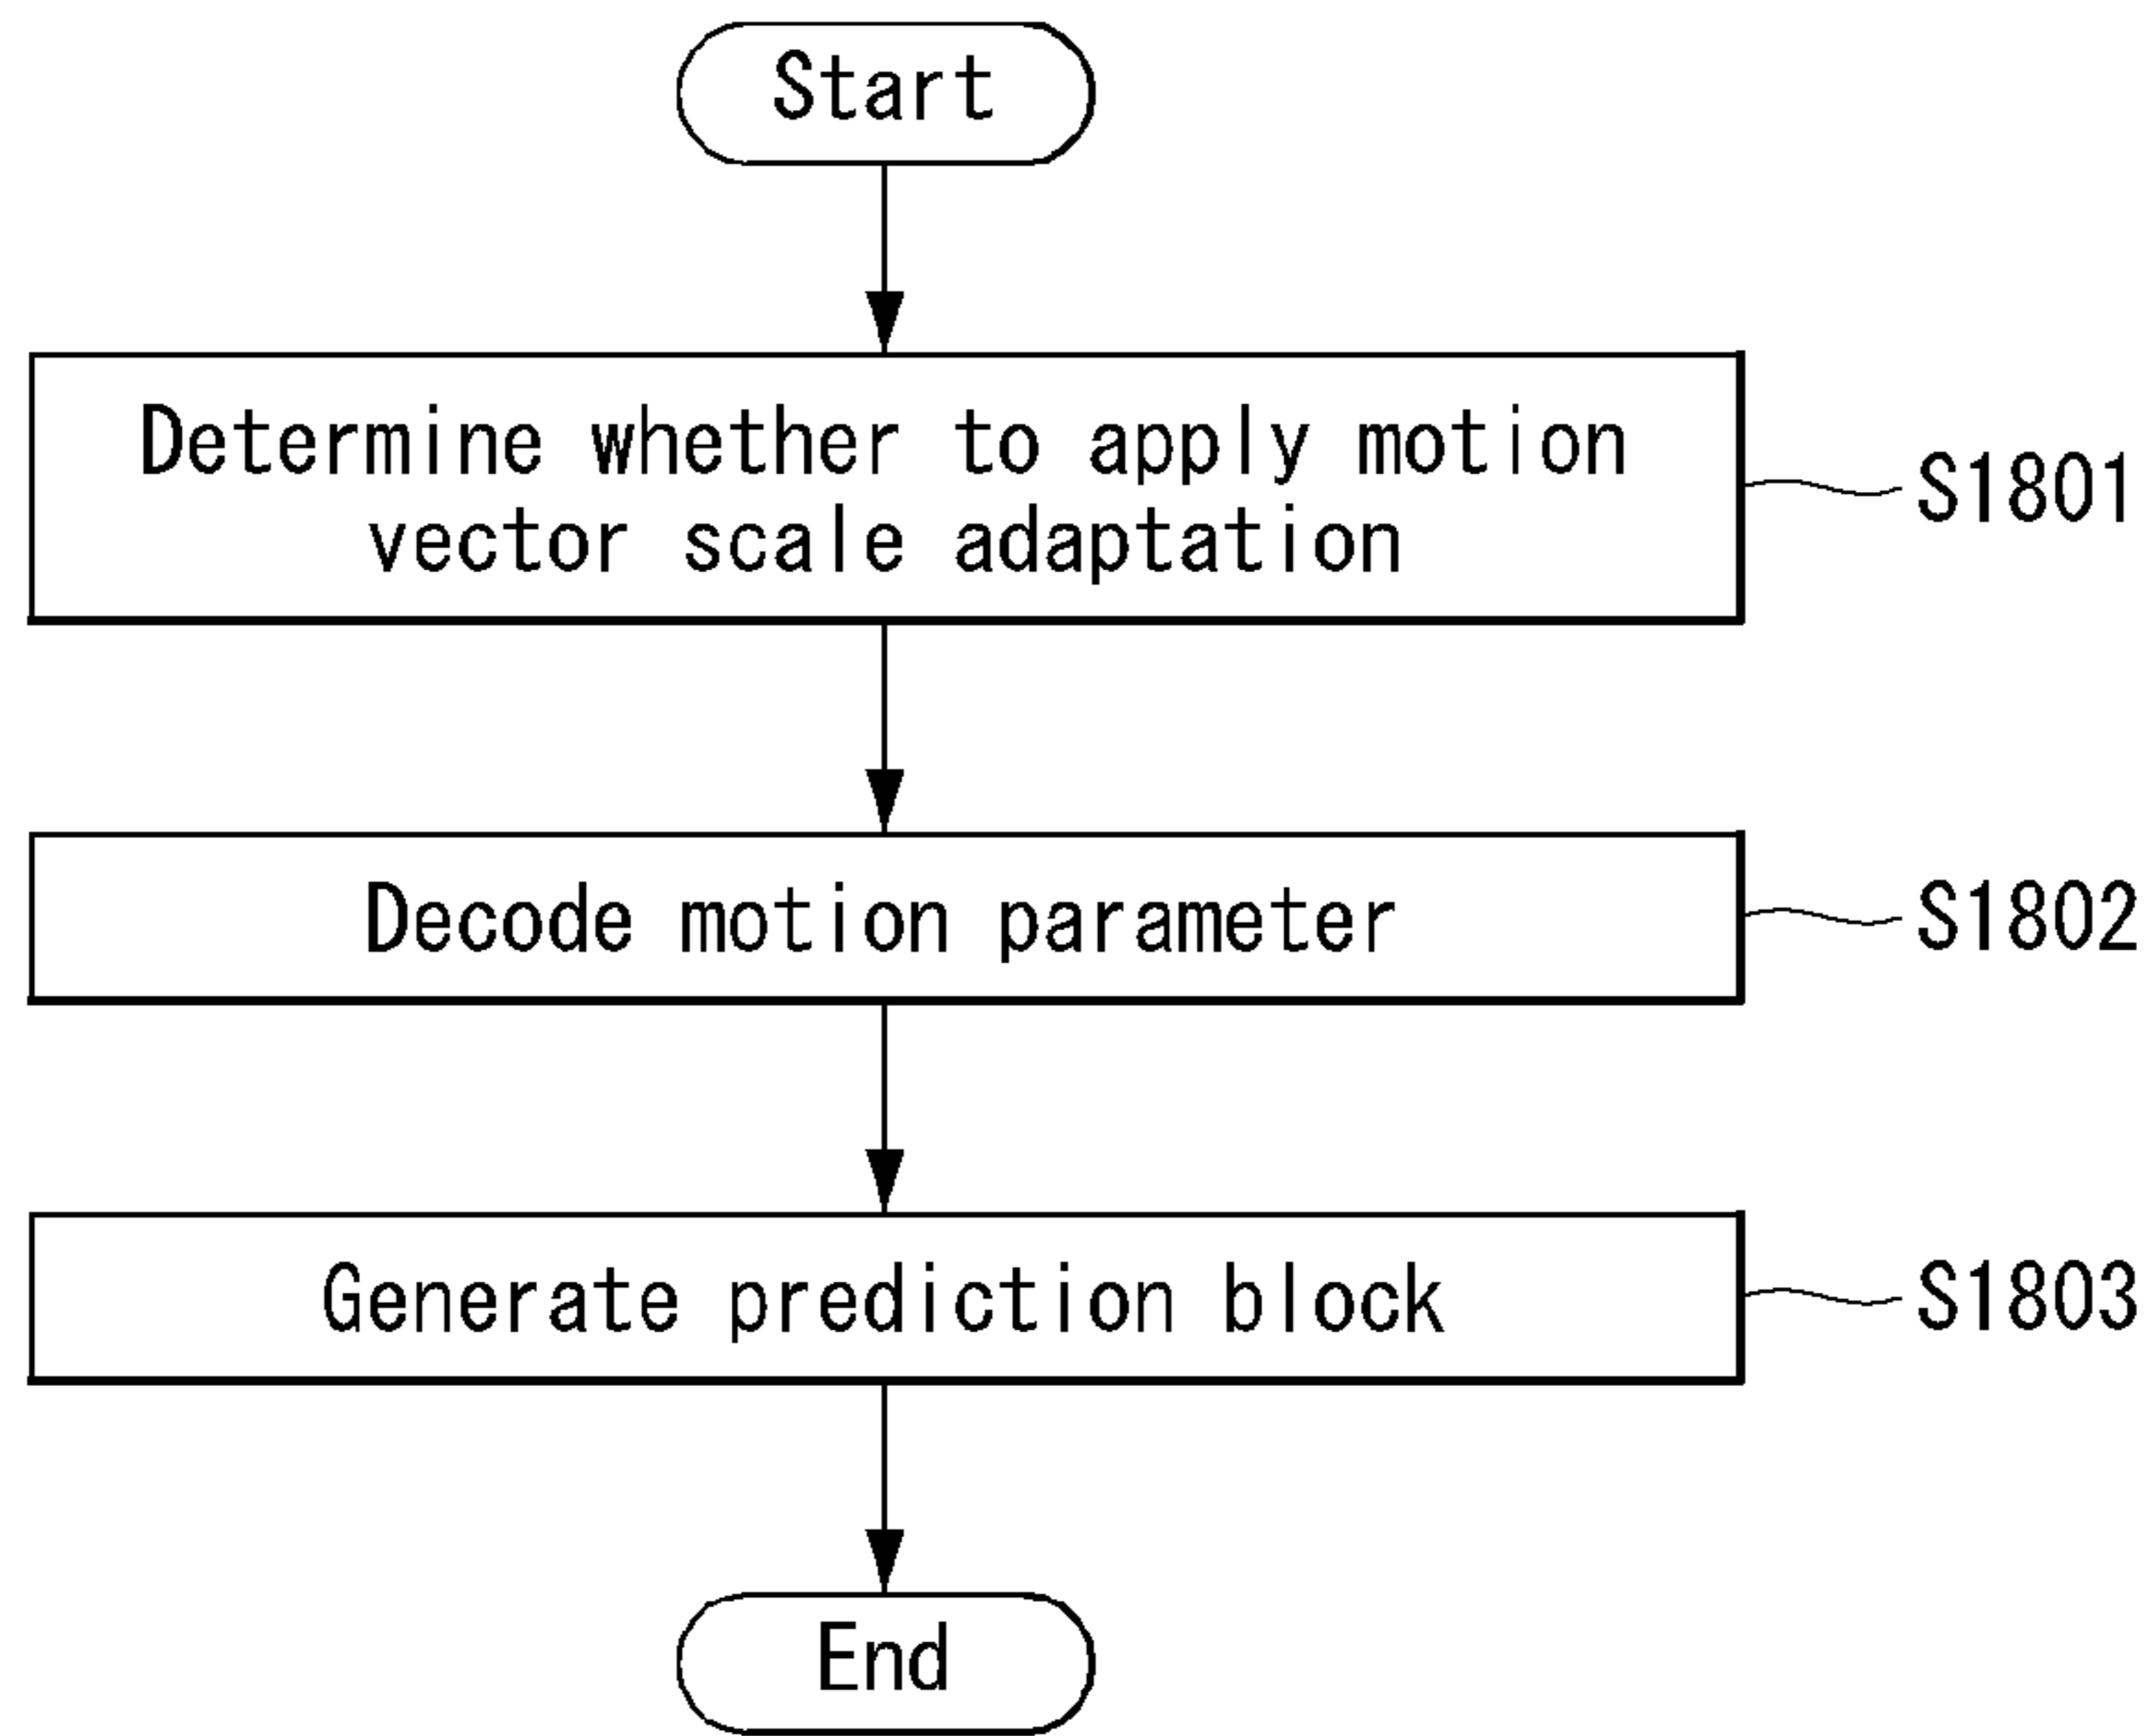 Start
Determine whether to apply motion
vector scale adaptation
S1801
Decode motion parameter
S1802
Generate prediction block
S1803
End